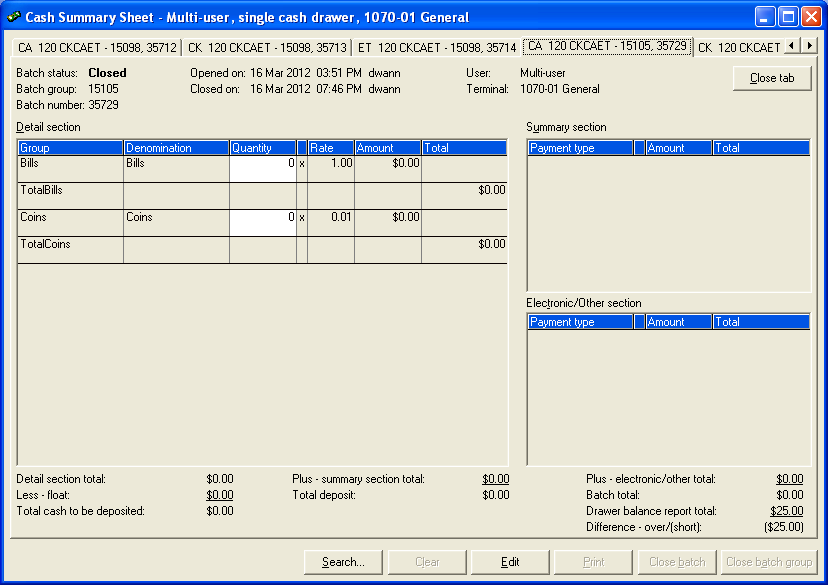 Cash Summary Sheet - Multi-user, single cash drawer, 1070-01 General
CA 120 CKCAET - 15098, 35712 CK 120 CKCAET - 15098, 35713 ET 120 CKCAET - 15098, 35714 CA 120 CKCAET - 15105, 35729 CK 120 CKCAET
Batch status: Closed Opened on: 16 Mar 2012 03:51 PM dwann User: Multi-user Close tab
Batch group: 15105 Closed on: 16 Mar 2012 07:46 PM dwann Terminal: 1070-01 General
Batch number: 35729
Detail section
Group Denomination Quantity Rate Amount Total
Bills Bills 0 x 1.00 $0.00
TotalBills $0.00
Coins Coins 0 x 0.01 $0.00
TotalCoins $0.00
Summary section
Payment type Amount Total
Electronic/Other section
Payment type Amount Total
Detail section total: $0.00 Plus - summary section total: $0.00 Plus - electronic/other total: $0.00
Less - float: $0.00 Total deposit: $0.00 Batch total: $0.00
Total cash to be deposited: $0.00 Drawer balance report total: $25.00
Difference - over/(short): ($25.00)
Search... Clear Edit Print Close batch Close batch group